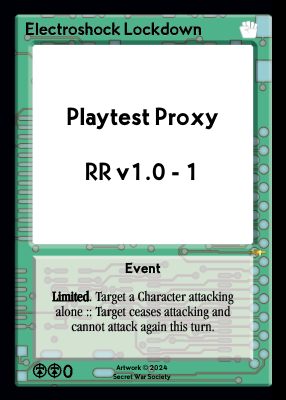 Electroshock Lockdown
Playtest Proxy
RR v1.0 - 1
Event
Limited. Target a Character attacking
alone :: Target ceases attacking and
cannot attack again this turn.
0
Artwork © 2024
Secret War Society